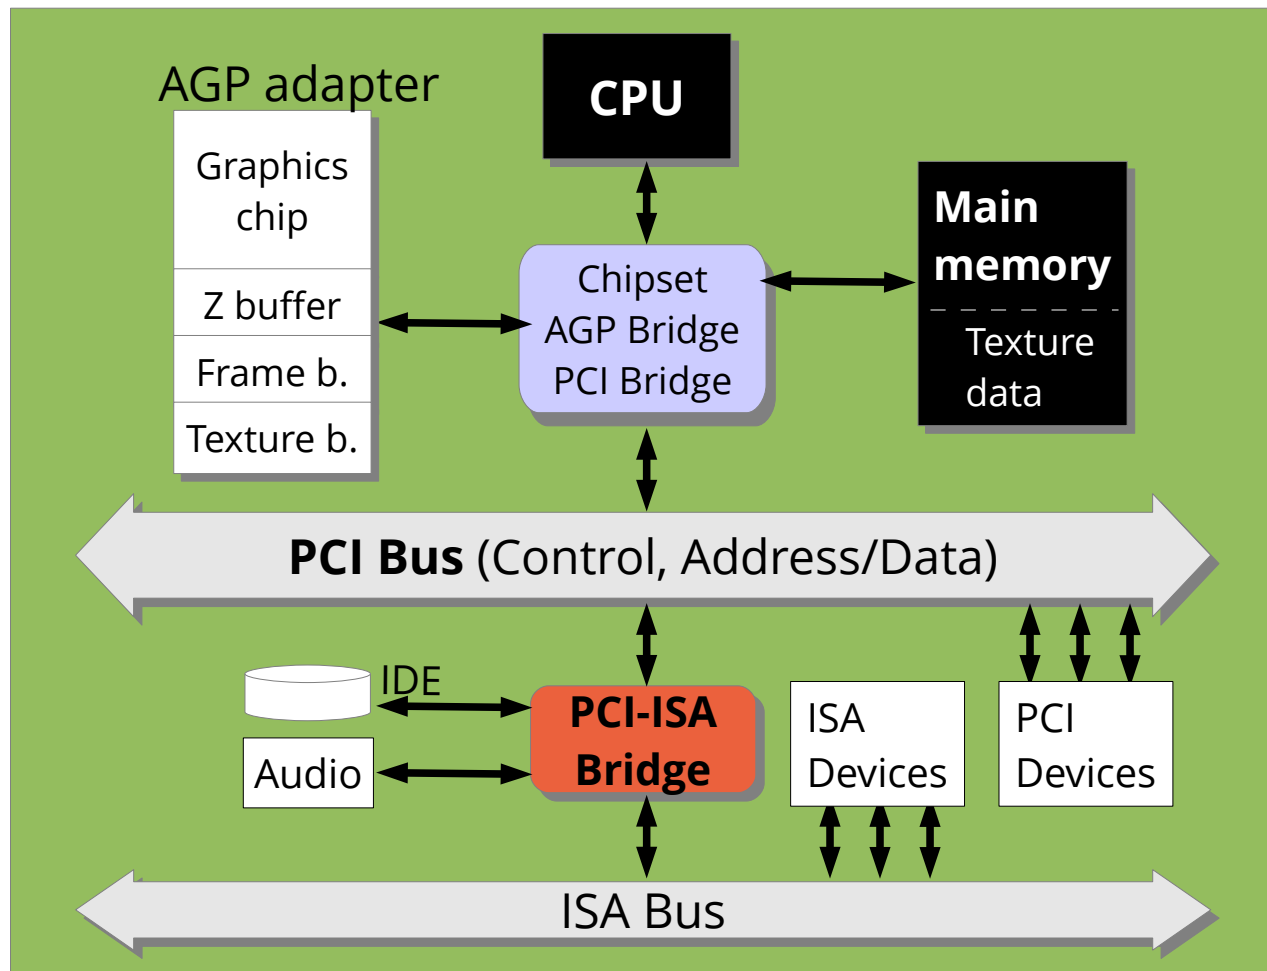 AGP adapter
CPU
Graphics
chip
Z buffer
Frame b.
Texture b.
Chipset
AGP Bridge
PCI Bridge
Main
memory
Texture
data
PCI Bus (Control, Address/Data)
IDE
Audio
PCI-ISA
Bridge
ISA
Devices
PCI
Devices
ISA Bus